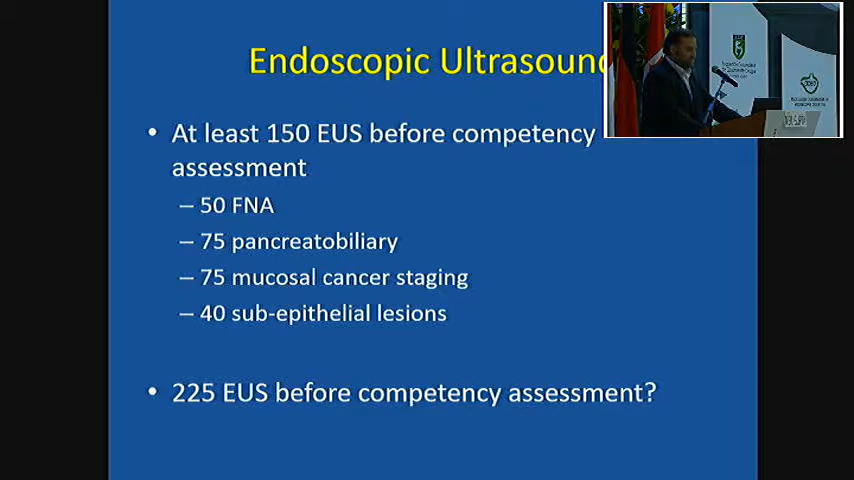 Endoscopic Ultrasoun
• At least 150 EUS before competency
assessment
– 50 FNA
– 75 pancreatobiliary
– 75 mucosal cancer staging
– 40 sub-epithelial lesions
• 225 EUS before competency assessment?